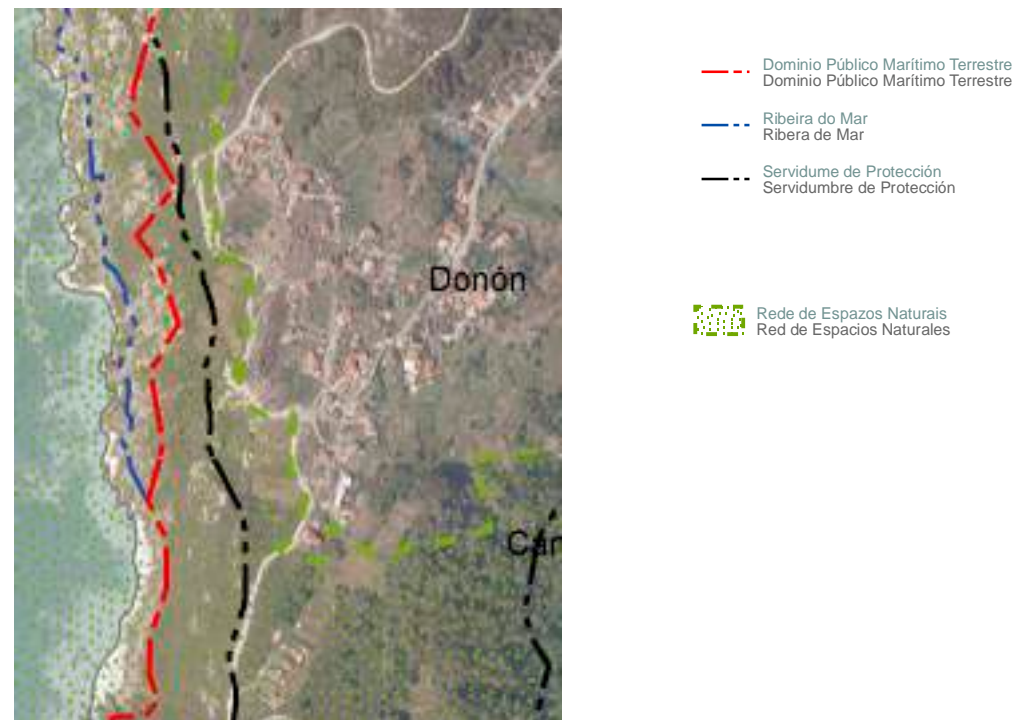 Dominio Público Marítimo Terrestre
Dominio Público Marítimo Terrestre
Ribeira do Mar
Ribera de Mar
Servidume de Protección
Servidumbre de Protección
Donón
Rede de Espazos Naturais
Red de Espacios Naturales